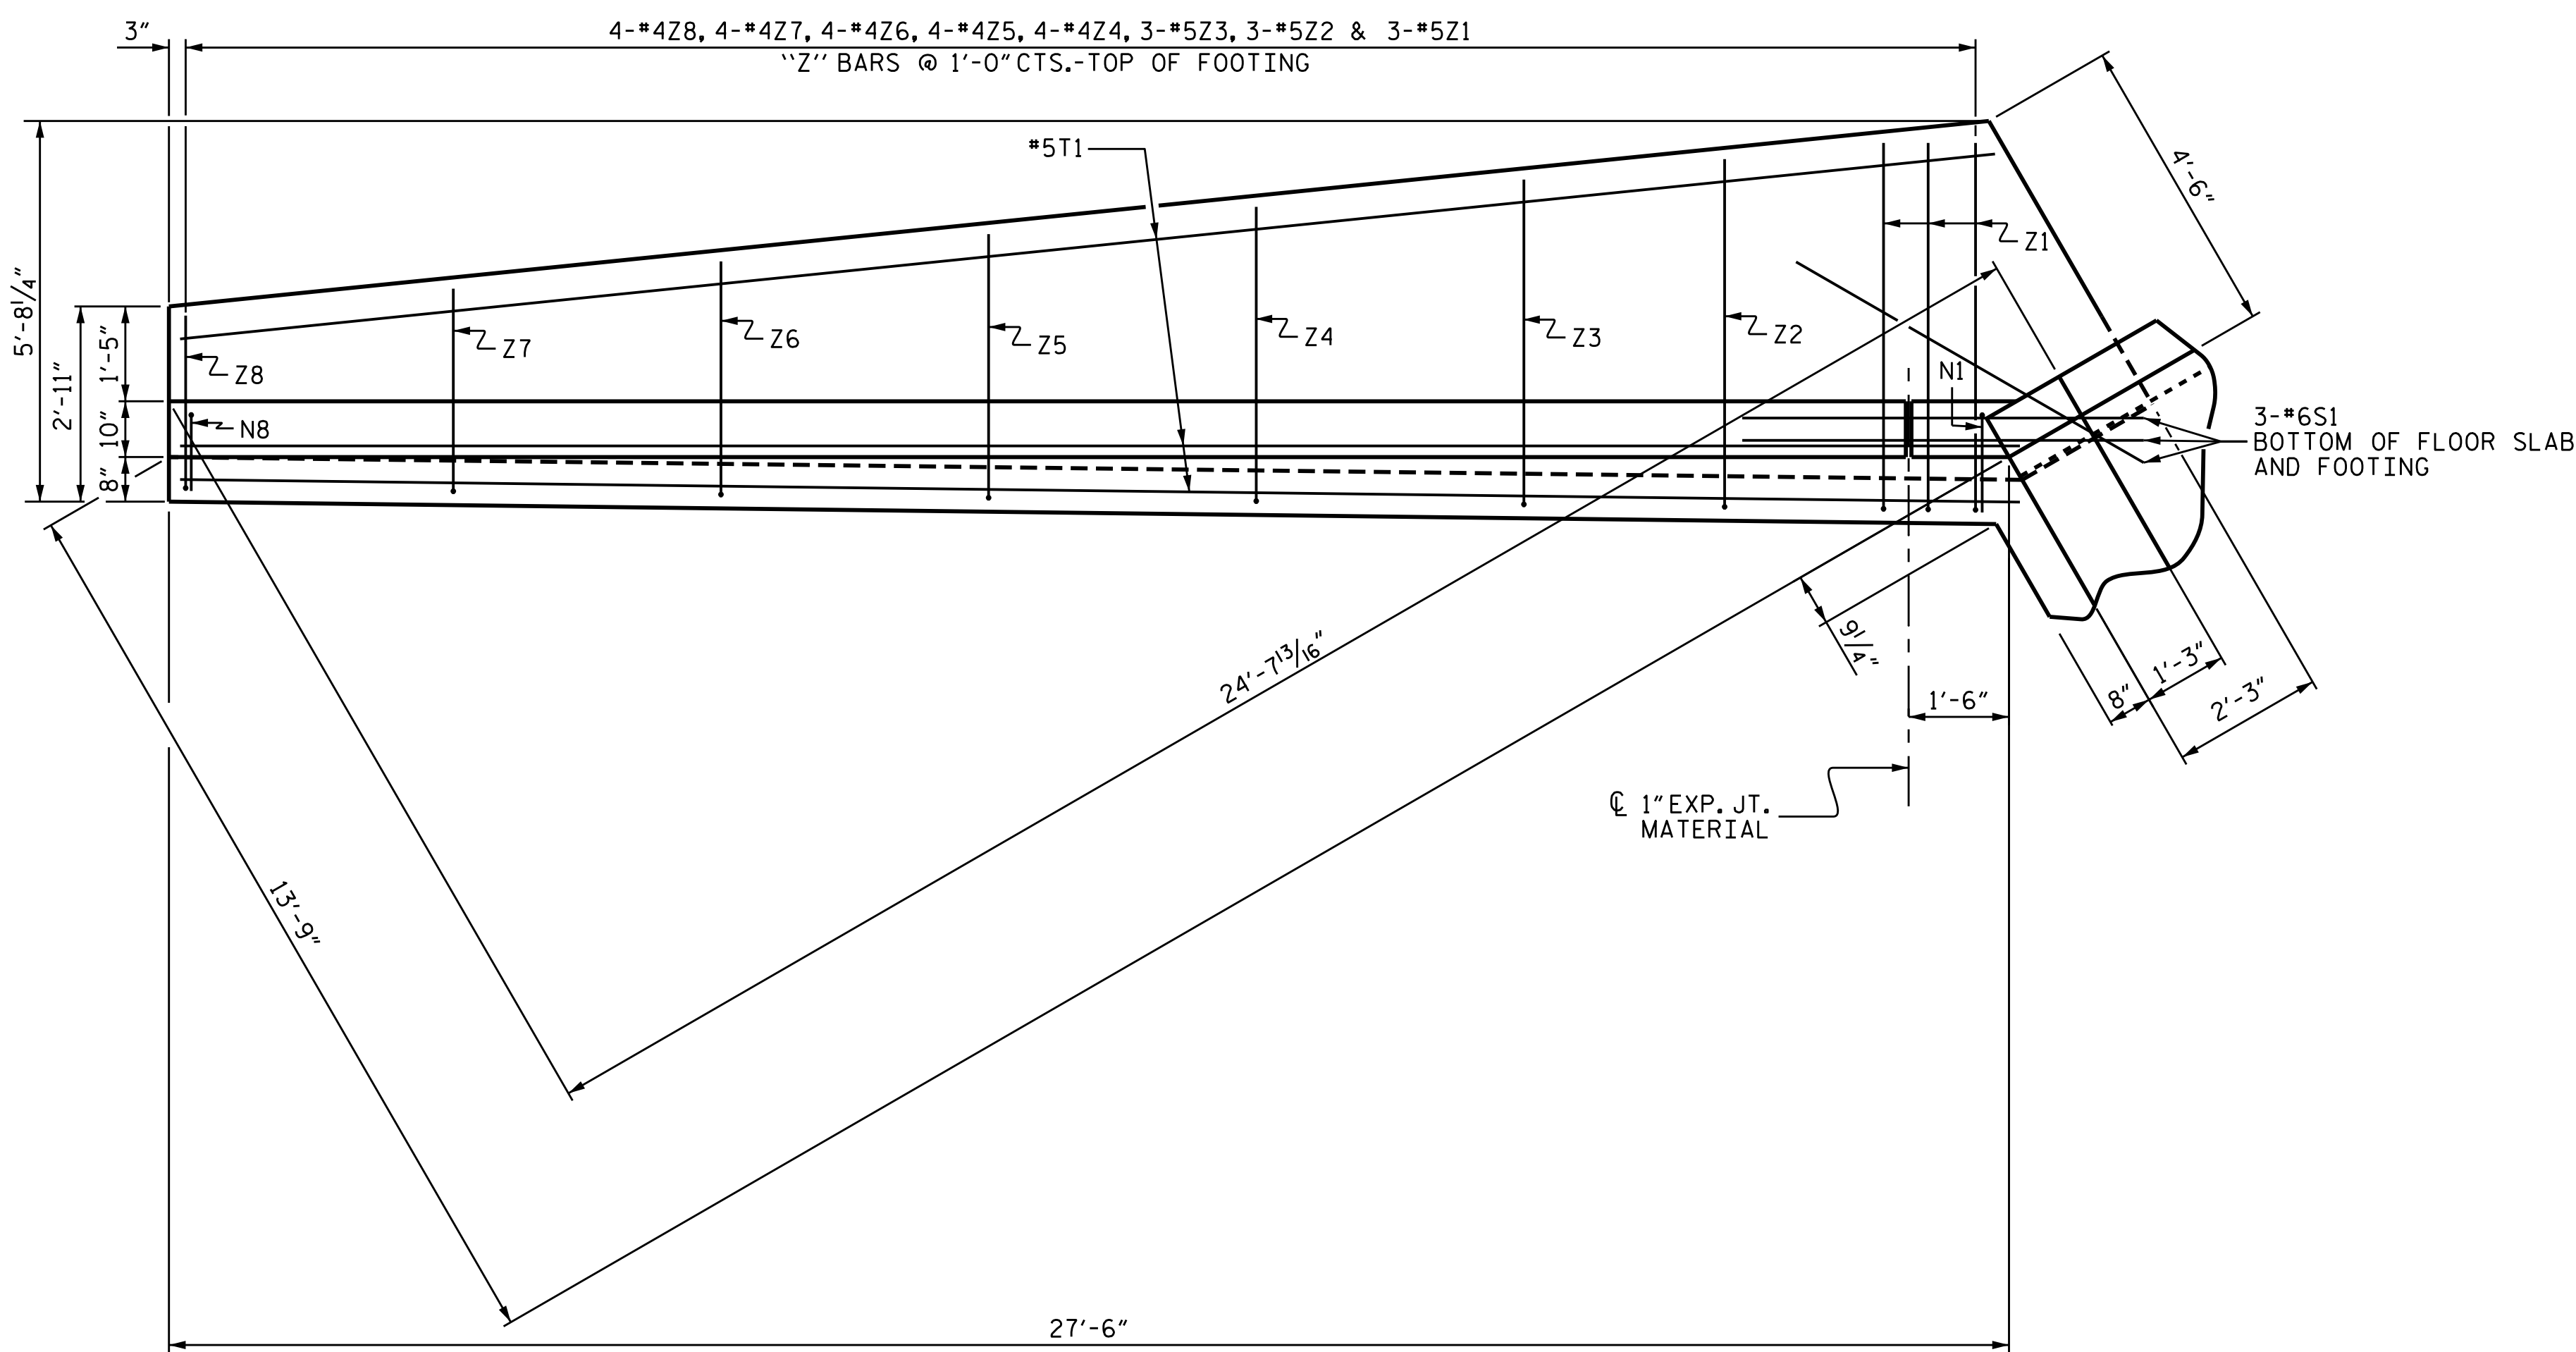 3"
4-#4Z8, 4-#4Z7, 4-#4Z6, 4-#4Z5, 4-#4Z4, 3-#5Z3, 3-#5Z2 & 3-#5Z1
"Z" BARS @ 1'-0" CTS.-TOP OF FOOTING
#5T1
4'-6"
Z1
5'-8 1/4"
2'-11"
1'-5"
10"
8"
Z8
Z7
Z6
Z5
Z4
Z3
Z2
N1
N8
3-#6S1
BOTTOM OF FLOOR SLAB
AND FOOTING
24'-7 13/16"
9 1/4"
1'-6"
8"
1'-3"
2'-3"
℄ 1" EXP. JT.
MATERIAL
13'-9"
27'-6"